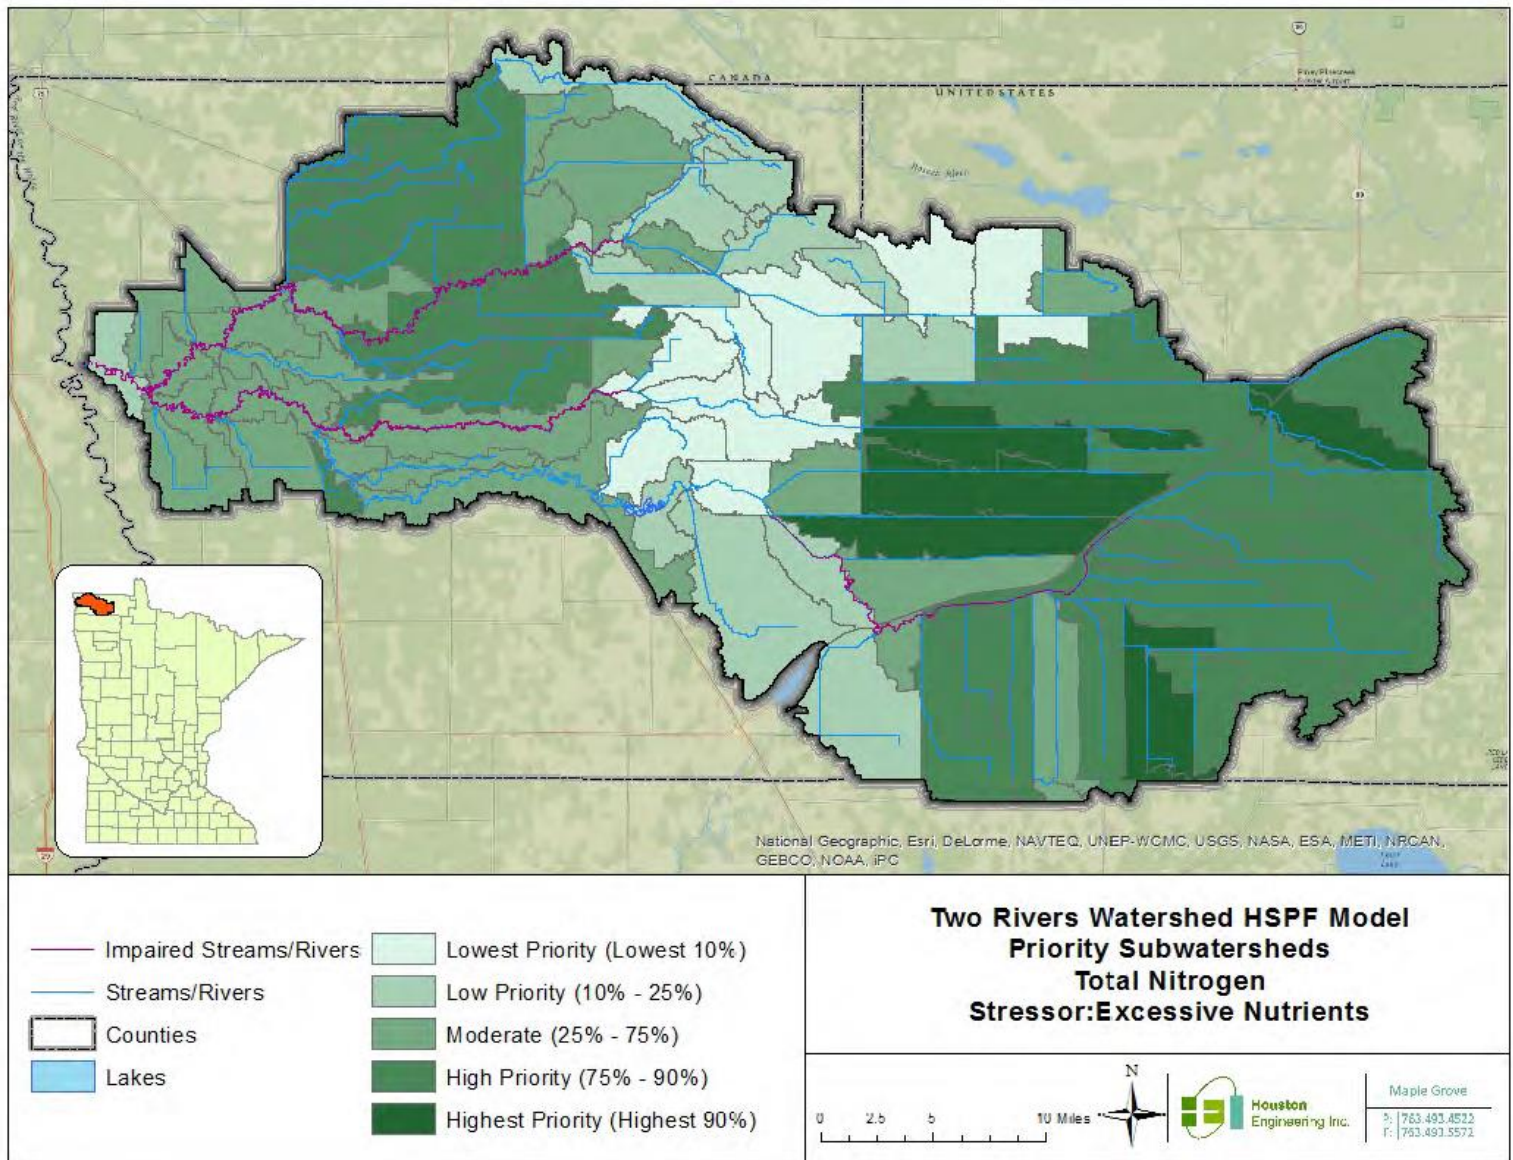 CANADA
UNITED STATES
Roseau River
National Geographic, Esri, DeLorme, NAVTEQ, UNEP-WCMC, USGS, NASA, ESA, METI, NRCAN,
GEBCO, NOAA, iPC
Impaired Streams/Rivers
Streams/Rivers
Counties
Lakes
Lowest Priority (Lowest 10%)
Low Priority (10% - 25%)
Moderate (25% - 75%)
High Priority (75% - 90%)
Highest Priority (Highest 90%)
Two Rivers Watershed HSPF Model
Priority Subwatersheds
Total Nitrogen
Stressor:Excessive Nutrients
0 2.5 5 10 Miles
N
Houston
Engineering Inc.
Maple Grove
P: 763.493.4522
F: 763.493.5572
29